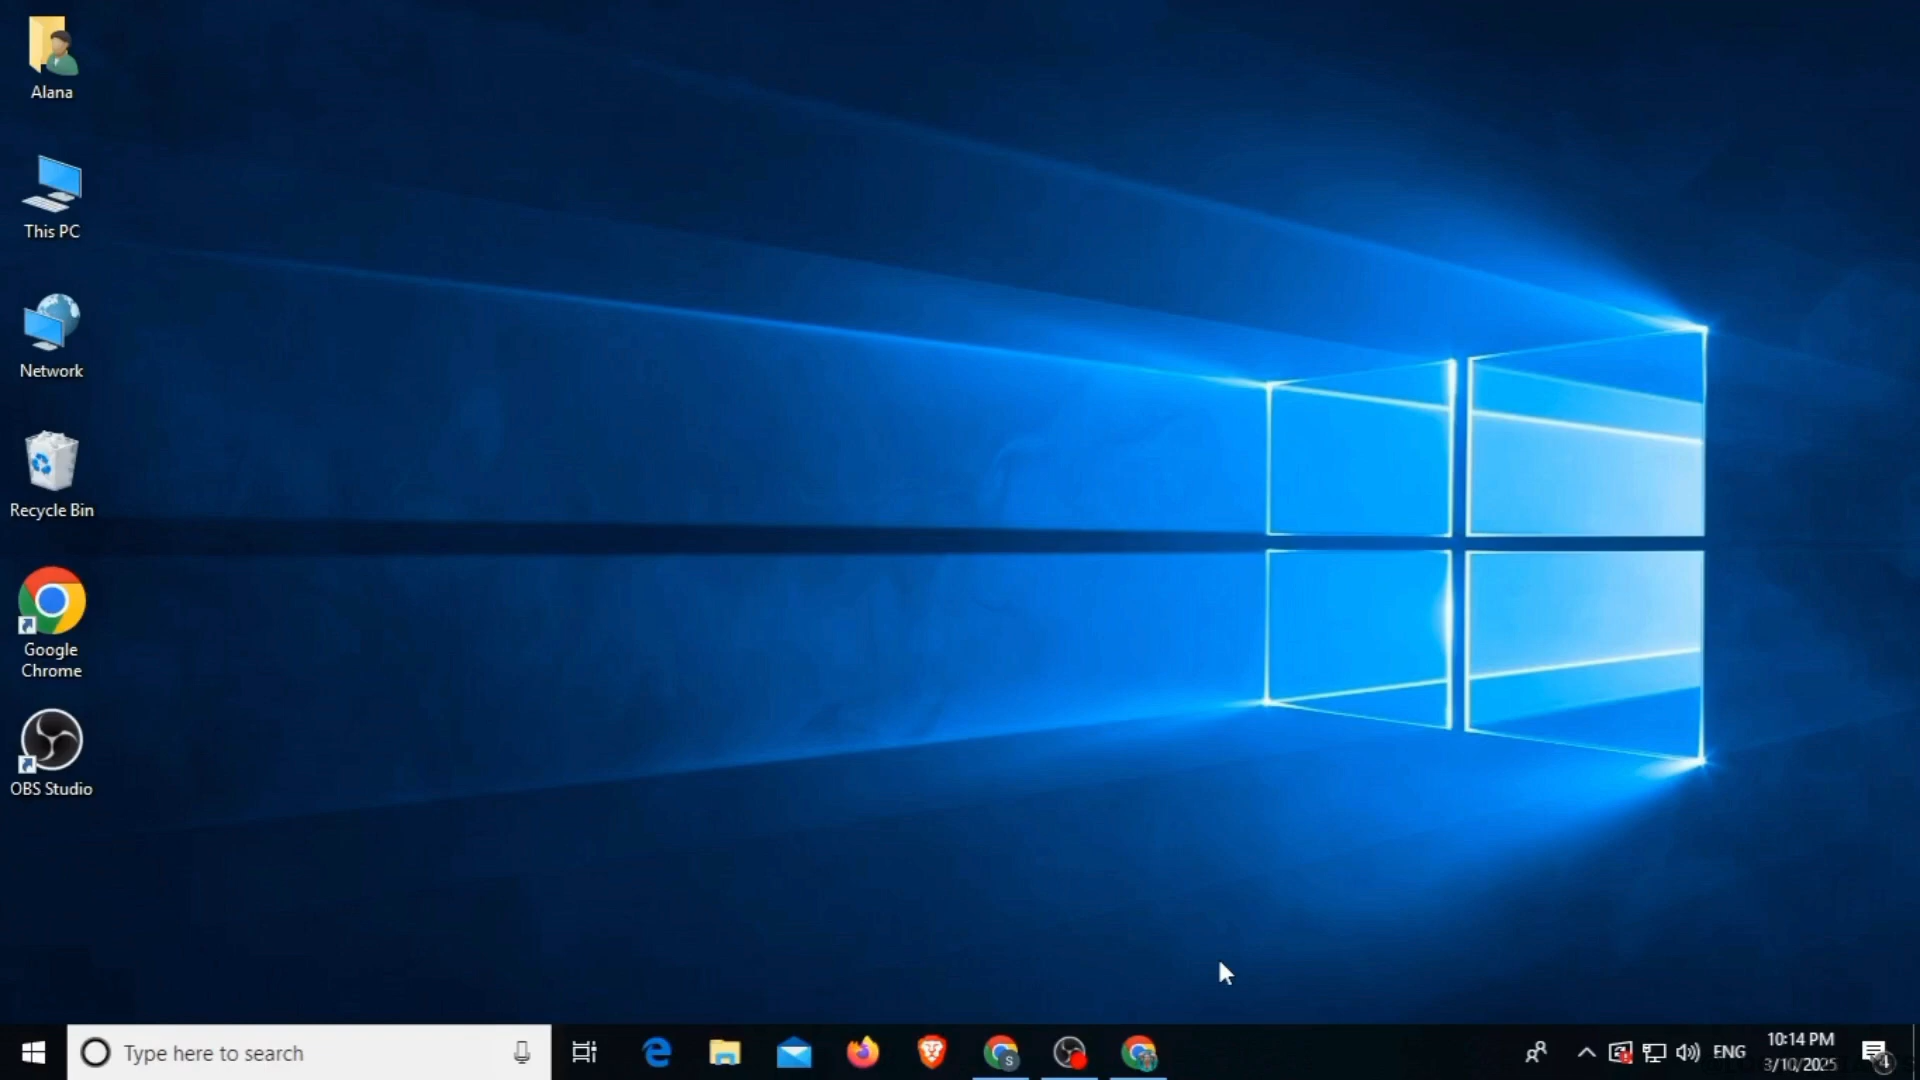 Alana
This PC
Network
Recycle Bin
Google
Chrome
OBS Studio
Type here to search
S
ENG
10:14 PM
3/10/2025
4